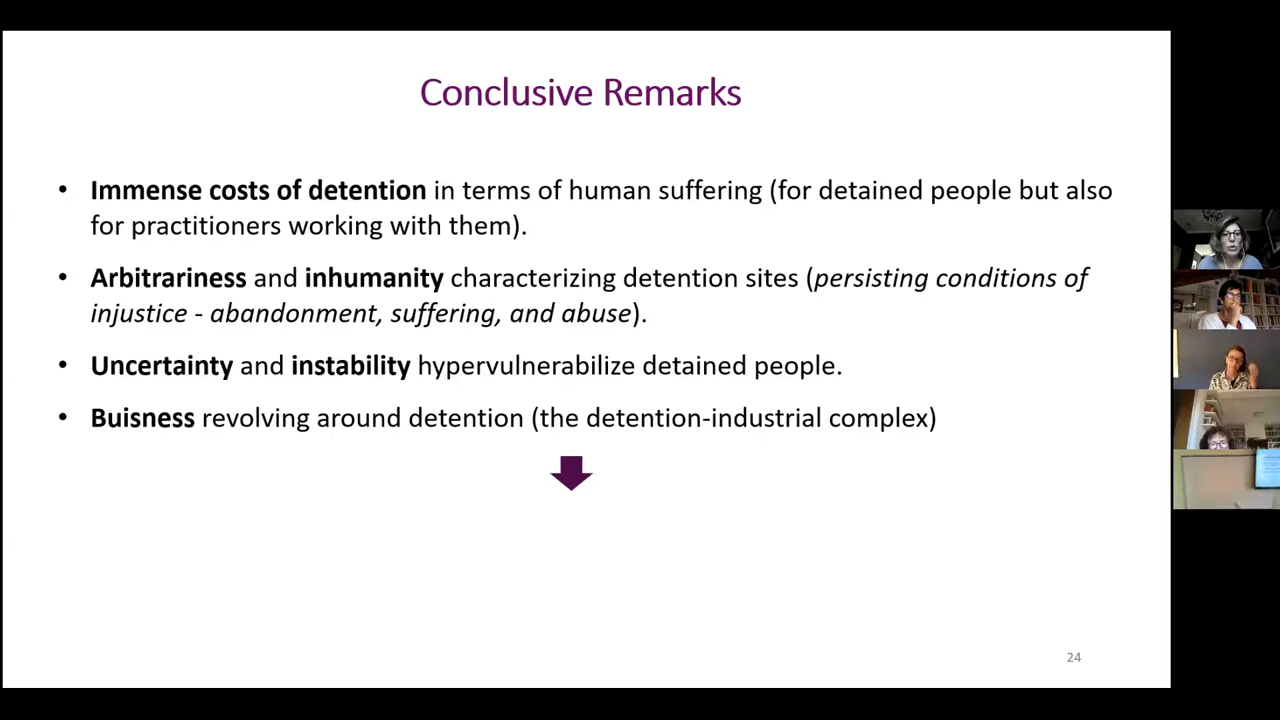 Conclusive Remarks
• Immense costs of detention in terms of human suffering (for detained people but also
for practitioners working with them).
• Arbitrariness and inhumanity characterizing detention sites (persisting conditions of
injustice - abandonment, suffering, and abuse).
• Uncertainty and instability hypervulnerabilize detained people.
• Buisness revolving around detention (the detention-industrial complex)
24